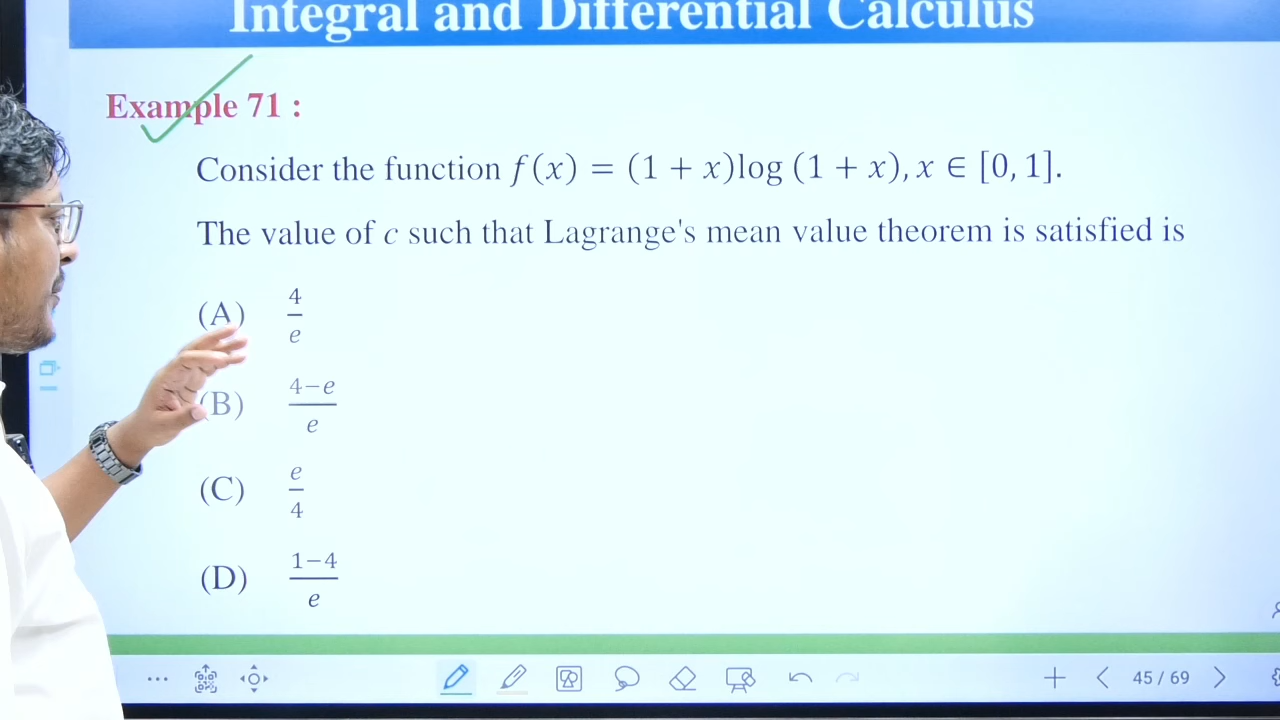 Integral and Differential Calculus
Example 71 :
Consider the function f(x) = (1 + x)log (1 + x), x ∈ [0, 1].
The value of c such that Lagrange's mean value theorem is satisfied is
(A) 4/e
(B) 4−e/e
(C) e/4
(D) 1−4/e
45 / 69